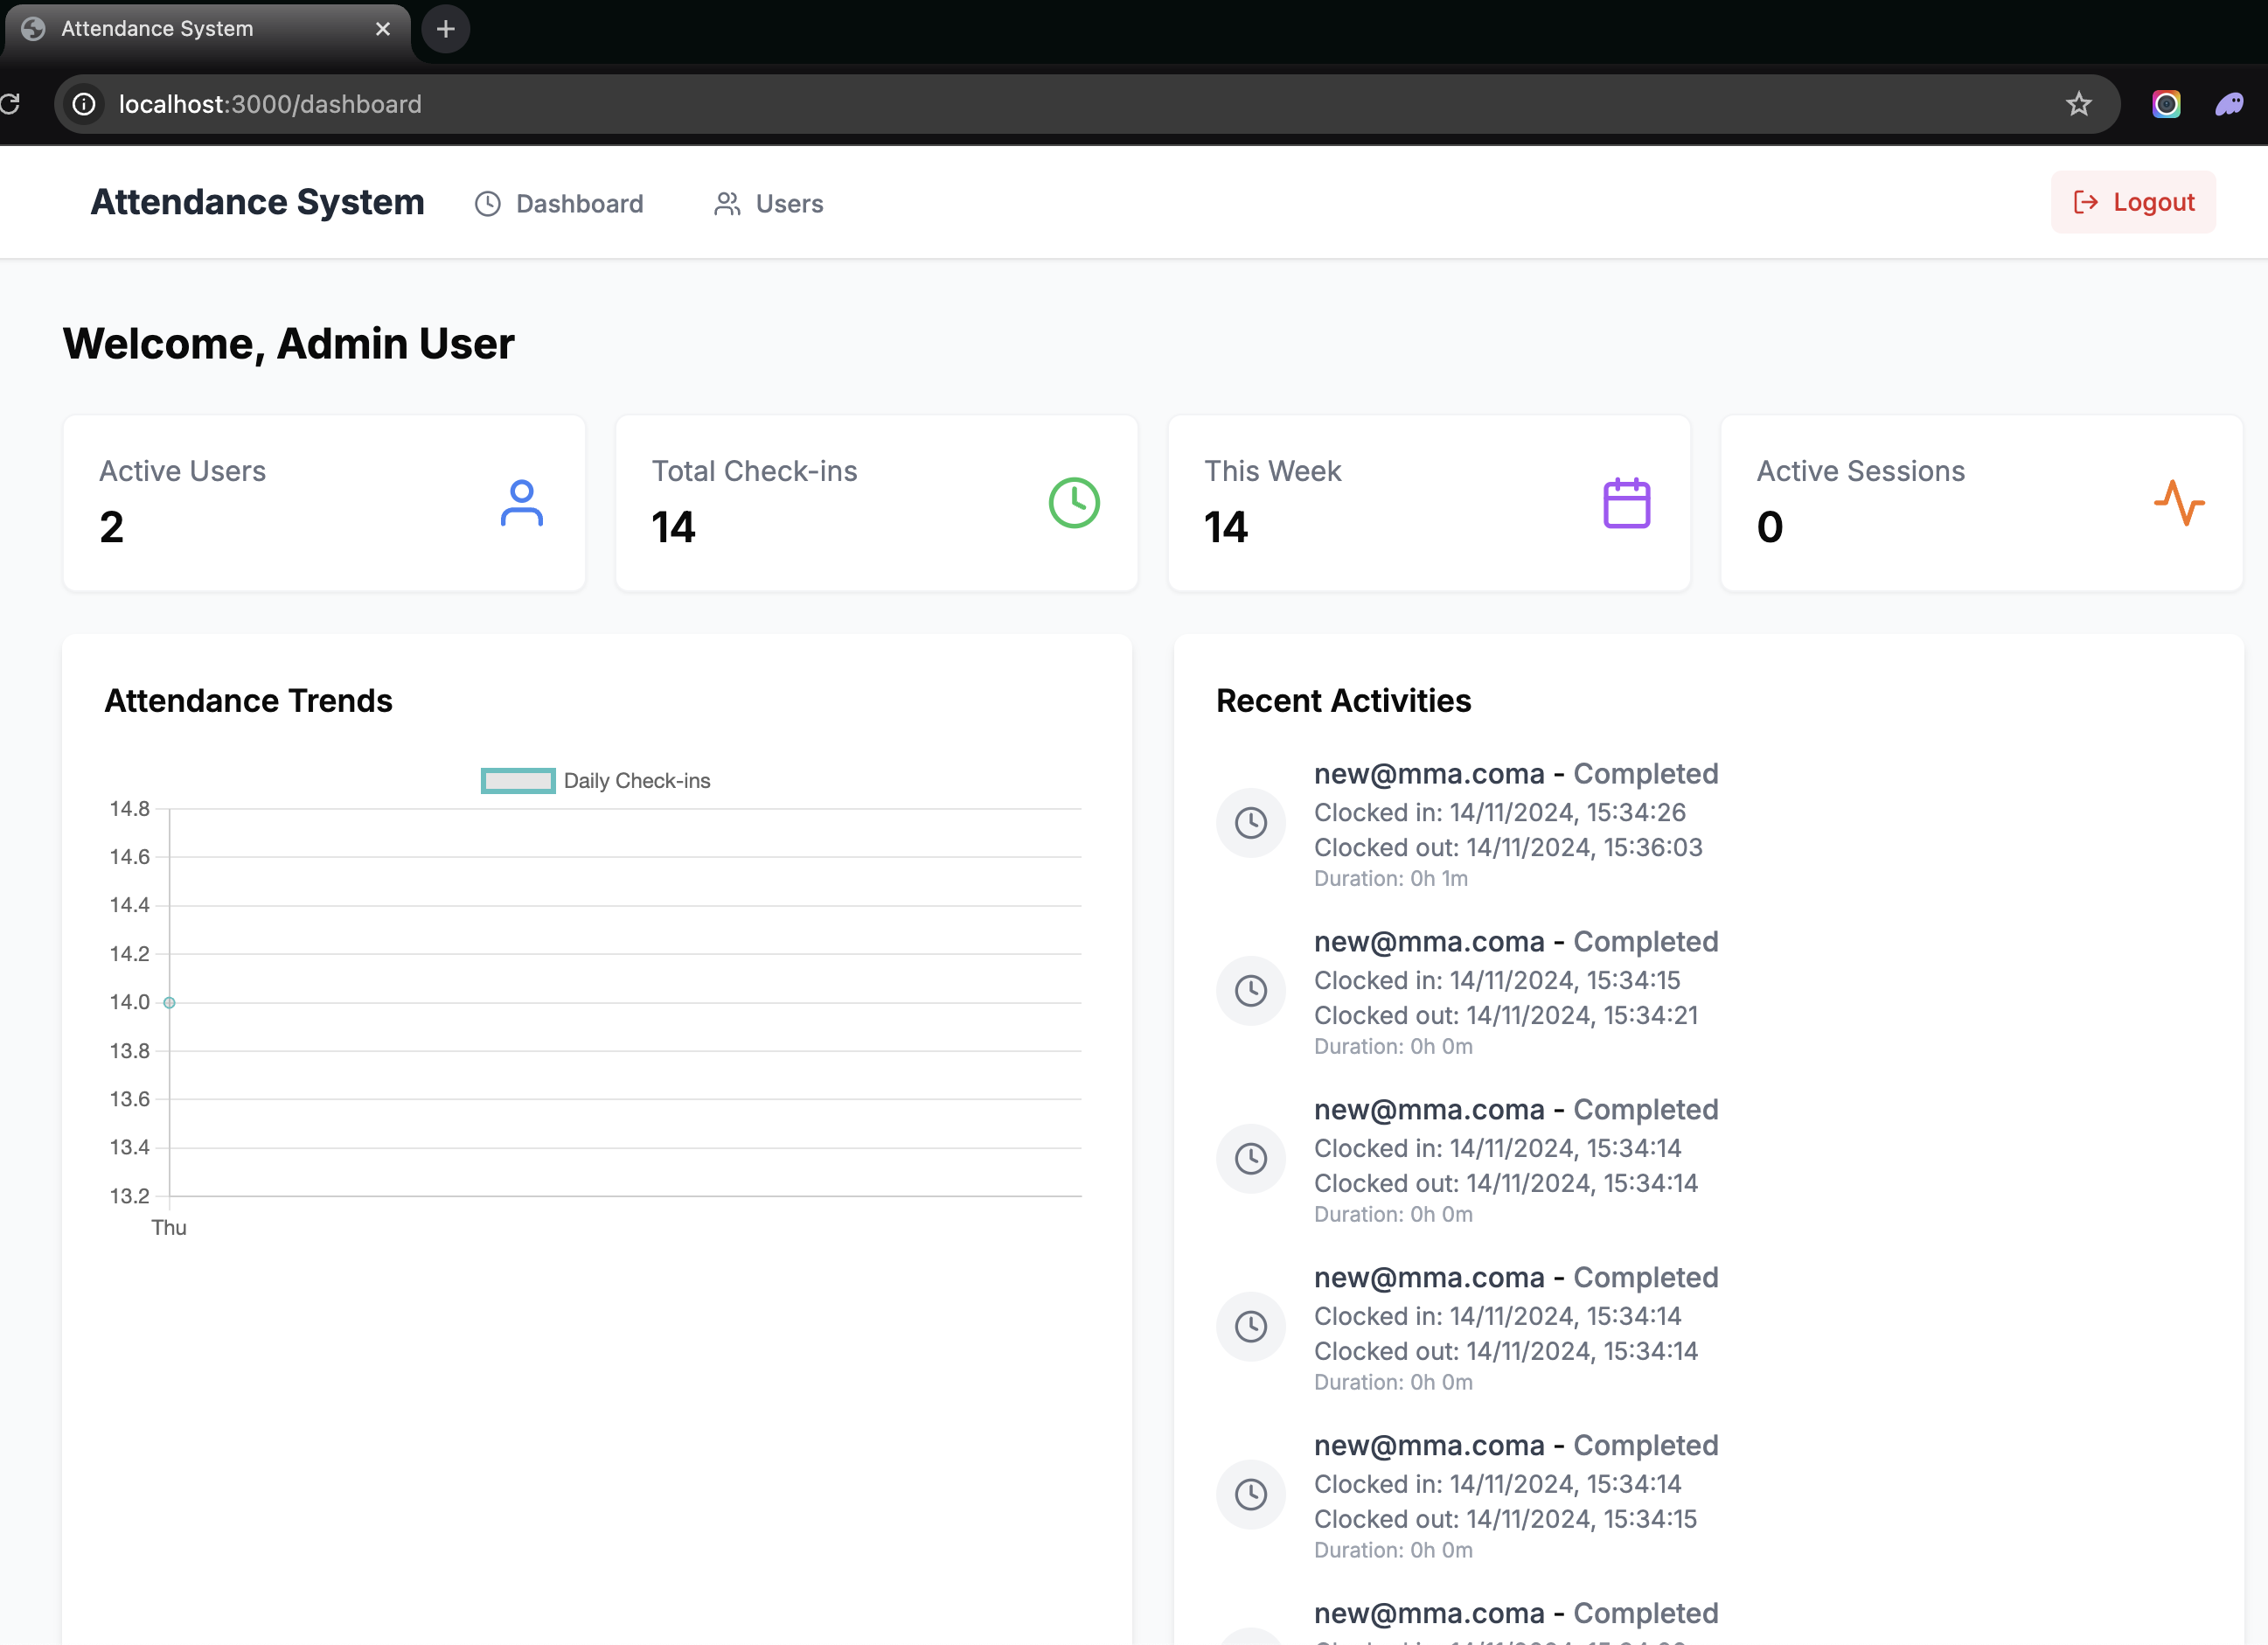 Attendance System
localhost:3000/dashboard
Attendance System
Dashboard
Users
Logout
Welcome, Admin User
Active Users
2
Total Check-ins
14
This Week
14
Active Sessions
0
Attendance Trends
Daily Check-ins
14.8
14.6
14.4
14.2
14.0
13.8
13.6
13.4
13.2
Thu
Recent Activities
new@mma.coma - Completed
Clocked in: 14/11/2024, 15:34:26
Clocked out: 14/11/2024, 15:36:03
Duration: 0h 1m
new@mma.coma - Completed
Clocked in: 14/11/2024, 15:34:15
Clocked out: 14/11/2024, 15:34:21
Duration: 0h 0m
new@mma.coma - Completed
Clocked in: 14/11/2024, 15:34:14
Clocked out: 14/11/2024, 15:34:14
Duration: 0h 0m
new@mma.coma - Completed
Clocked in: 14/11/2024, 15:34:14
Clocked out: 14/11/2024, 15:34:14
Duration: 0h 0m
new@mma.coma - Completed
Clocked in: 14/11/2024, 15:34:14
Clocked out: 14/11/2024, 15:34:15
Duration: 0h 0m
new@mma.coma - Completed